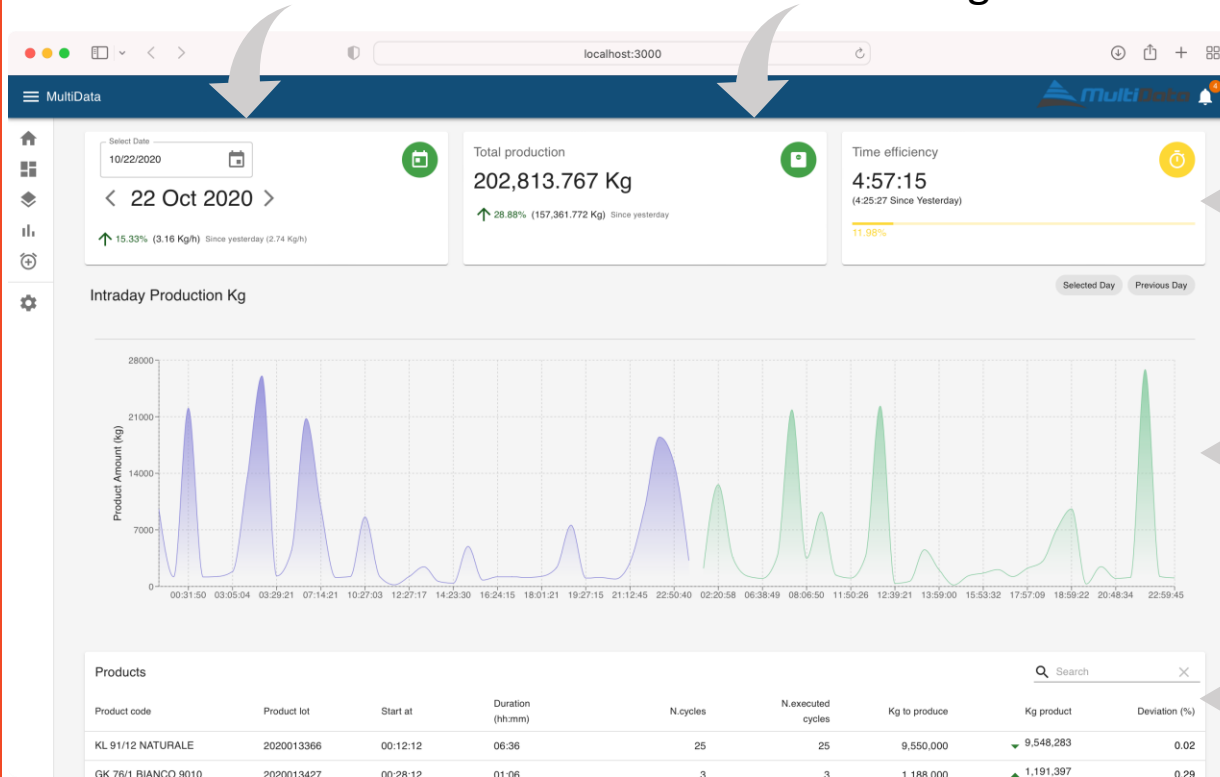 localhost:3000
MultiData
MultiData
4
Select Date
10/22/2020
22 Oct 2020
15.33% (3.16 Kg/h) Since yesterday (2.74 Kg/h)
Total production
202,813.767 Kg
28.88% (157,361.772 Kg) Since yesterday
Time efficiency
4:57:15
(4:25:27 Since Yesterday)
11.98%
Intraday Production Kg
Selected Day Previous Day
Product Amount (kg)
28000
21000
14000
7000
0
00:31:50 03:05:04 03:29:21 07:14:21 10:27:03 12:27:17 14:23:30 16:24:15 18:01:21 19:27:15 21:12:45 22:50:40 02:20:58 06:38:49 08:06:50 11:50:26 12:39:21 13:59:00 15:53:32 17:57:09 18:59:22 20:48:34 22:59:45
Products
Search
Product code Product lot Start at Duration (hh:mm) N.cycles N.executed cycles Kg to produce Kg product Deviation (%)
KL 91/12 NATURALE 2020013366 00:12:12 06:36 25 25 9,550,000 9,548,283 0.02
GK 76/1 BIANCO 9010 2020013427 00:28:12 01:06 3 3 1,188,000 1,191,397 0.29